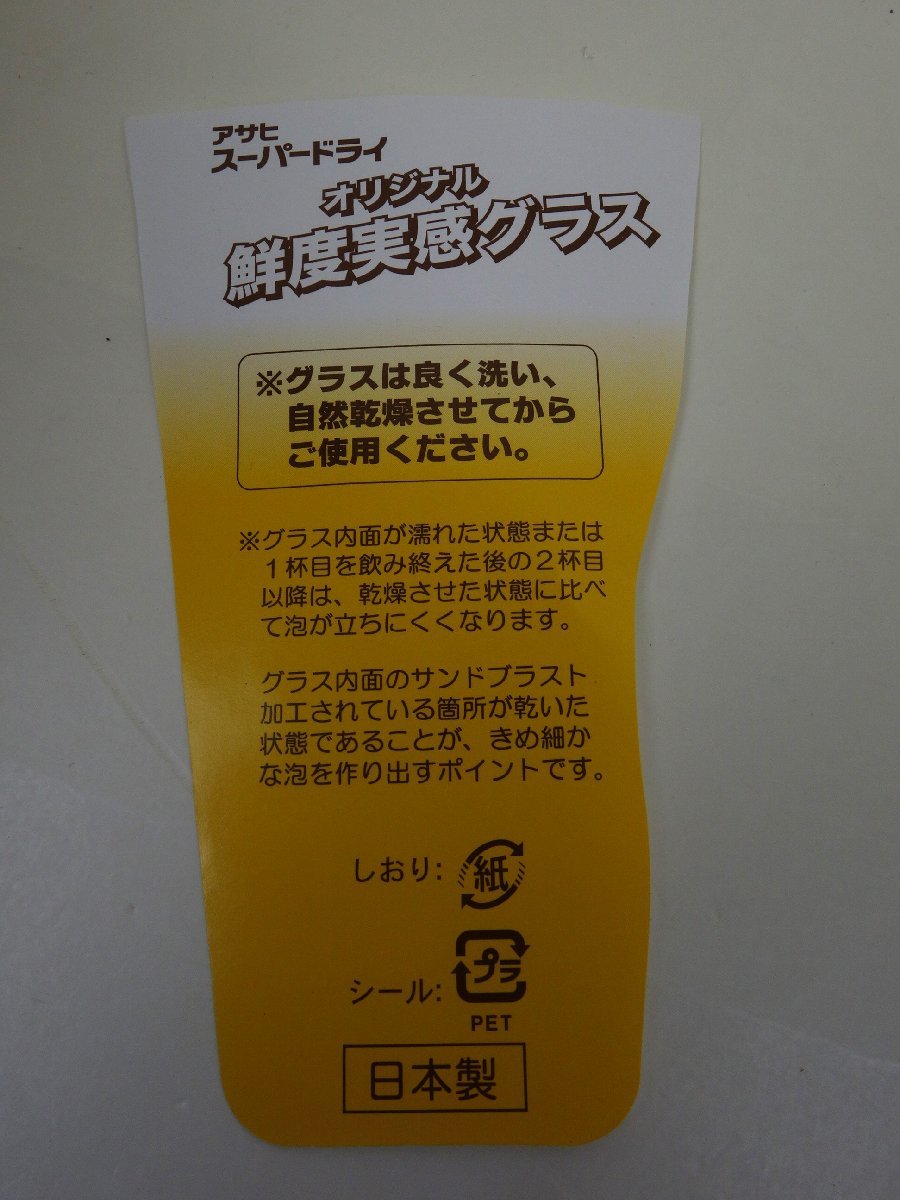 アサヒ
スーパードライ
オリジナル
鮮度実感グラス
※グラスは良く洗い、
自然乾燥させてから
ご使用ください。
※グラス内面が濡れた状態または
1杯目を飲み終えた後の2杯目
以降は、乾燥させた状態に比べ
て泡が立ちにくくなります。
グラス内面のサンドブラスト
加工されている箇所が乾いた
状態であることが、きめ細か
な泡を作り出すポイントです。
しおり: 紙
シール: プラ
PET
日本製